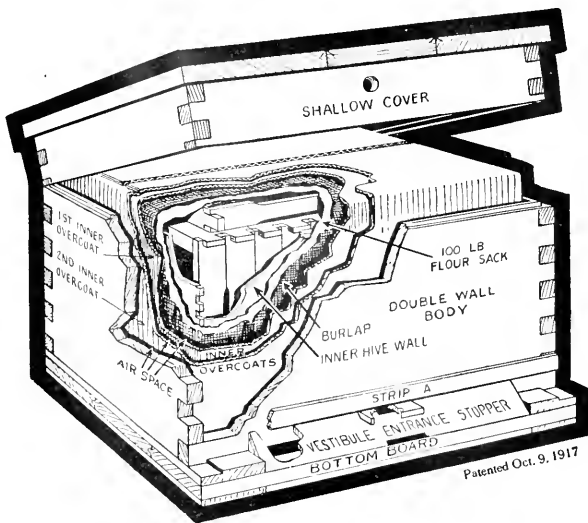 SHALLOW COVER
1ST INNER
OVERCOAT
2ND INNER
OVERCOAT
100 LB
FLOUR SACK
DOUBLE WALL
BODY
BURLAP
INNER HIVE WALL
INNER
OVERCOATS
AIR SPACE
STRIP A
VESTIBULE ENTRANCE STOPPER
BOTTOM BOARD
Patented Oct. 9, 1917